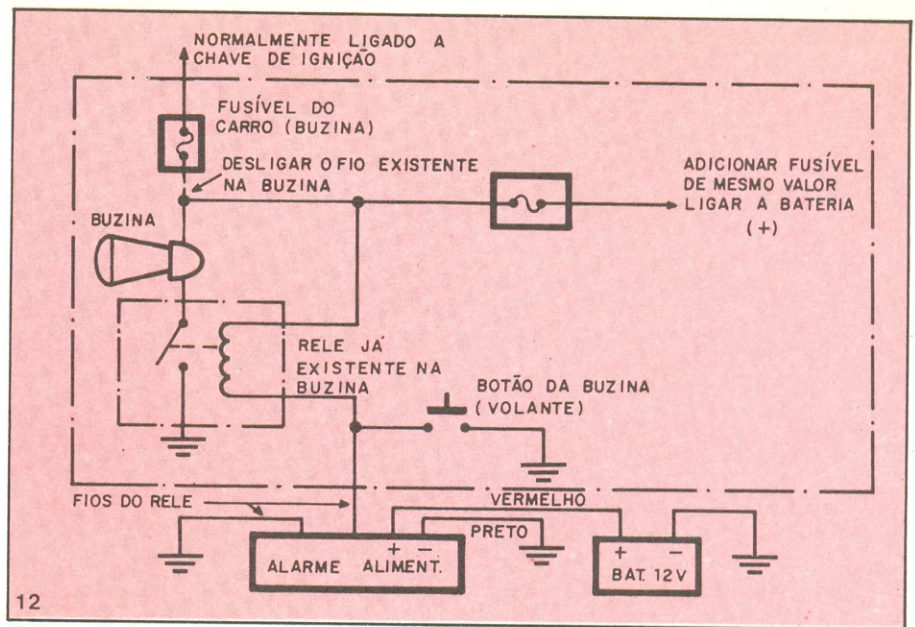 NORMALMENTE LIGADO A
CHAVE DE IGNIÇÃO
FUSÍVEL DO
CARRO (BUZINA)
DESLIGAR O FIO EXISTENTE
NA BUZINA
ADICIONAR FUSÍVEL
DE MESMO VALOR
LIGAR A BATERIA
(+)
BUZINA
RELE JÁ
EXISTENTE NA
BUZINA
BOTÃO DA BUZINA
(VOLANTE)
FIOS DO RELE
VERMELHO
PRETO
+ -
ALARME ALIMENT.
+ -
BAT. 12V
12